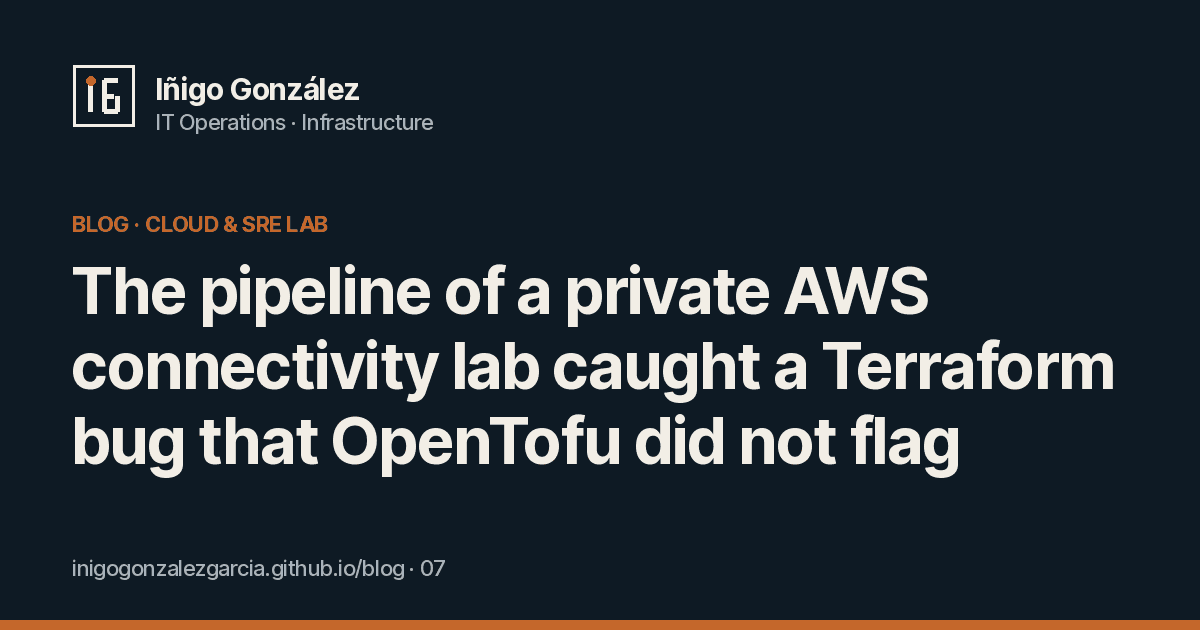 iG
Iñigo González
IT Operations · Infrastructure
BLOG · CLOUD & SRE LAB
The pipeline of a private AWS
connectivity lab caught a Terraform
bug that OpenTofu did not flag
inigogonzalezgarcia.github.io/blog · 07